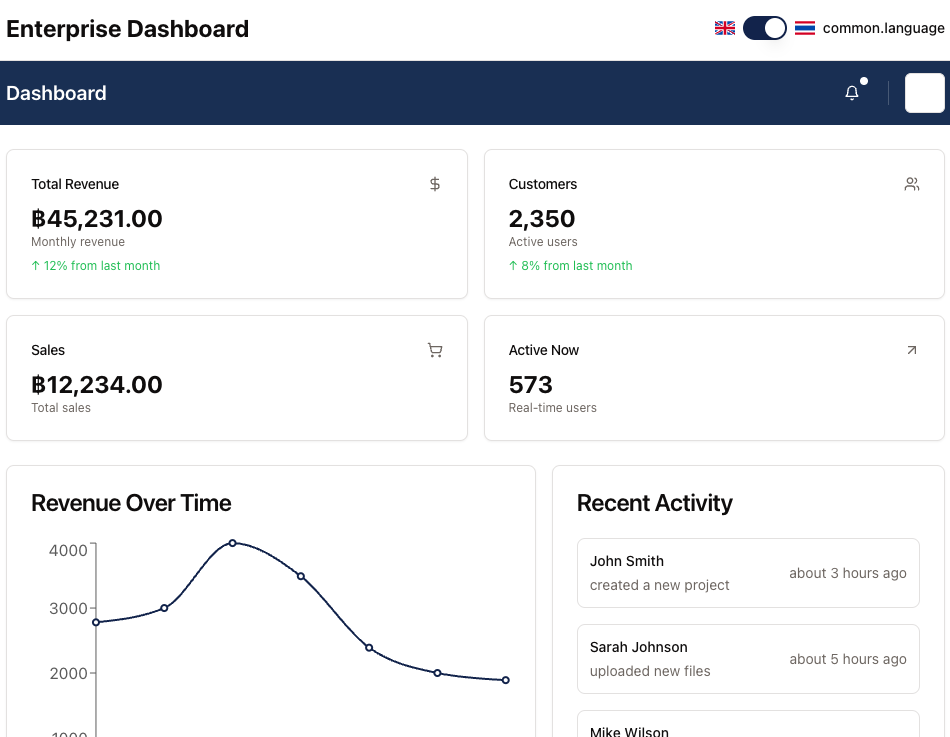 Enterprise Dashboard
common.language
Dashboard
Total Revenue
฿45,231.00
Monthly revenue
↑ 12% from last month
Customers
2,350
Active users
↑ 8% from last month
Sales
฿12,234.00
Total sales
Active Now
573
Real-time users
Revenue Over Time
4000
3000
2000
1000
Recent Activity
John Smith
created a new project
about 3 hours ago
Sarah Johnson
uploaded new files
about 5 hours ago
Mike Wilson